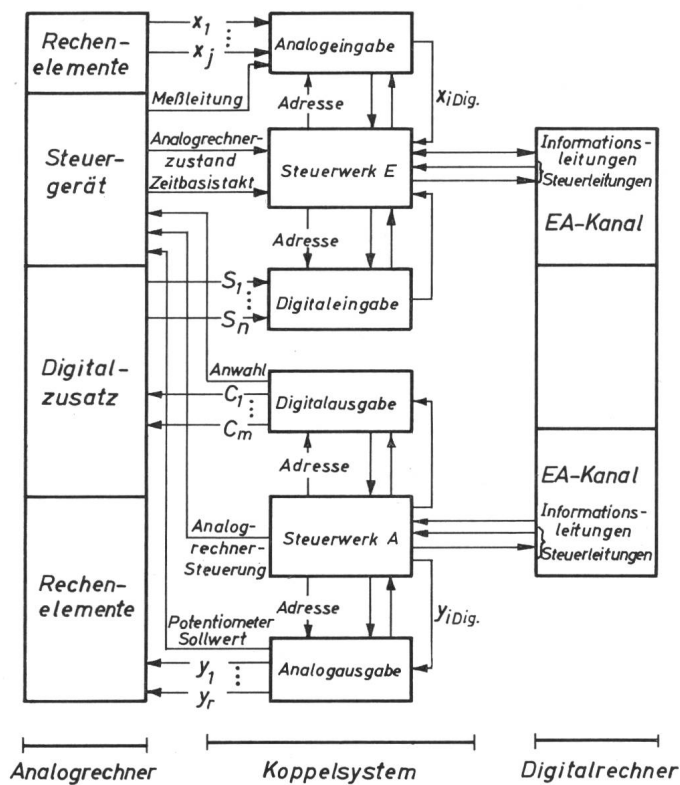 Rechen-
elemente
Steuer-
gerät
Digital-
zusatz
Rechen-
elemente
x1
xj
Meßleitung
Analogrechner-
zustand
Zeitbasistakt
S1
Sn
Anwahl
C1
Cm
Analog-
rechner-
Steuerung
Potentiometer
Sollwert
y1
yr
Analogeingabe
Adresse
xiDig.
Steuerwerk E
Adresse
Digitaleingabe
Digitalausgabe
Adresse
Steuerwerk A
Adresse
yiDig.
Analogausgabe
Informations-
leitungen
Steuerleitungen
EA-Kanal
EA-Kanal
Informations-
leitungen
Steuerleitungen
Analogrechner
Koppelsystem
Digitalrechner